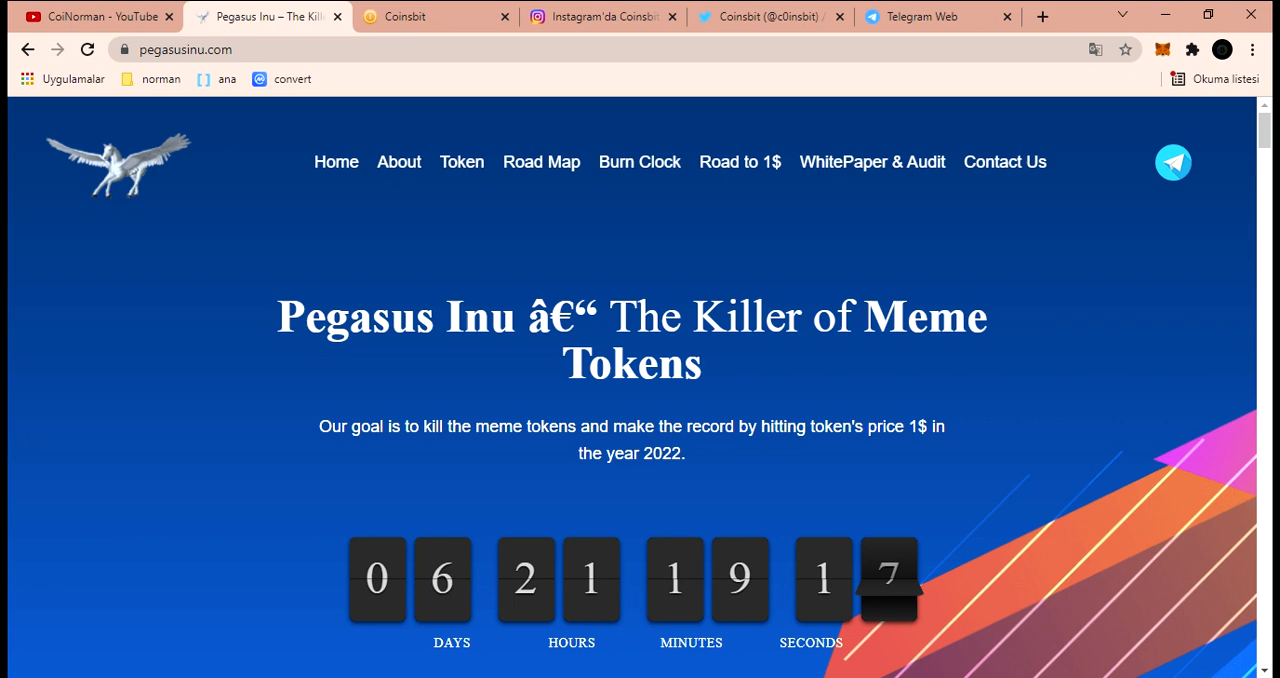 CoiNorman - YouTube
Pegasus Inu – The Kill
Coinsbit
Instagram'da Coinsbit
Coinsbit (@c0insbit) /
Telegram Web
pegasusinu.com
Uygulamalar
norman
ana
convert
Okuma listesi
Home About Token Road Map Burn Clock Road to 1$ WhitePaper & Audit Contact Us
Pegasus Inu â€“ The Killer of Meme
Tokens
Our goal is to kill the meme tokens and make the record by hitting token's price 1$ in
the year 2022.
0 6 2 1 1 9 1 7
DAYS HOURS MINUTES SECONDS